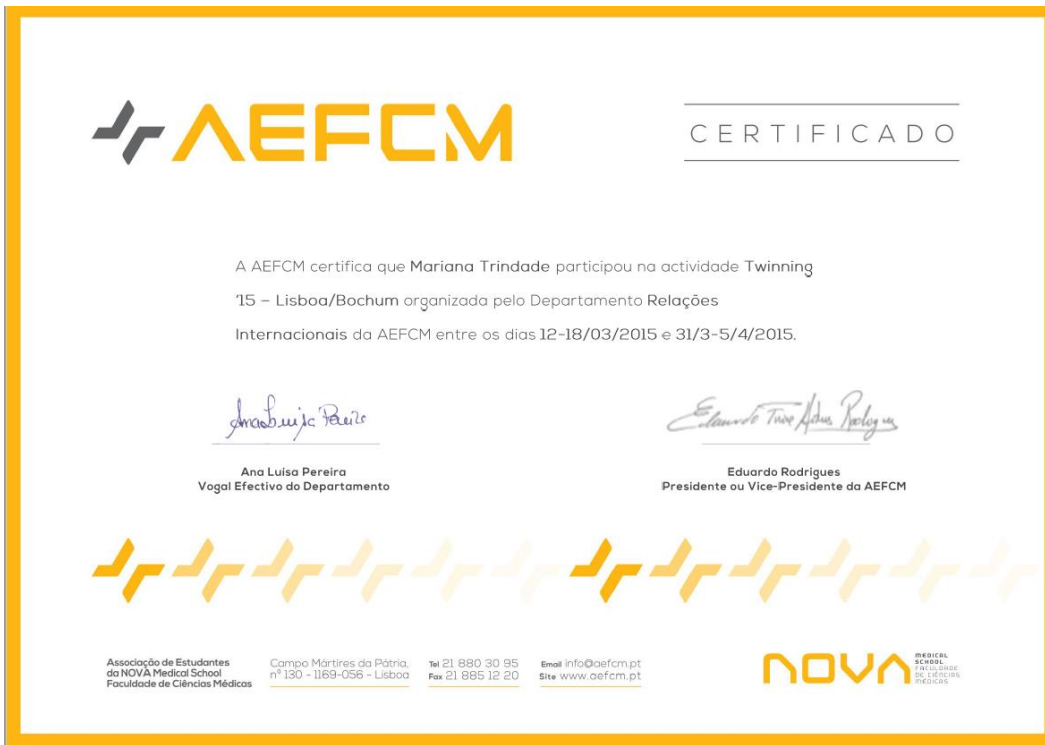 AEFCM
CERTIFICADO
A AEFCM certifica que Mariana Trindade participou na actividade Twinning
'15 – Lisboa/Bochum organizada pelo Departamento Relações
Internacionais da AEFCM entre os dias 12-18/03/2015 e 31/3-5/4/2015.
Ana Luísa Pereira
Vogal Efectivo do Departamento
Eduardo Rodrigues
Presidente ou Vice-Presidente da AEFCM
Associação de Estudantes
da NOVA Medical School
Faculdade de Ciências Médicas
Campo Mártires da Pátria,
nº 130 - 1169-056 - Lisboa
Tel 21 880 30 95
Fax 21 885 12 20
Email info@aefcm.pt
Site www.aefcm.pt
NOVA
MEDICAL
SCHOOL
FACULDADE
DE CIÊNCIAS
MÉDICAS